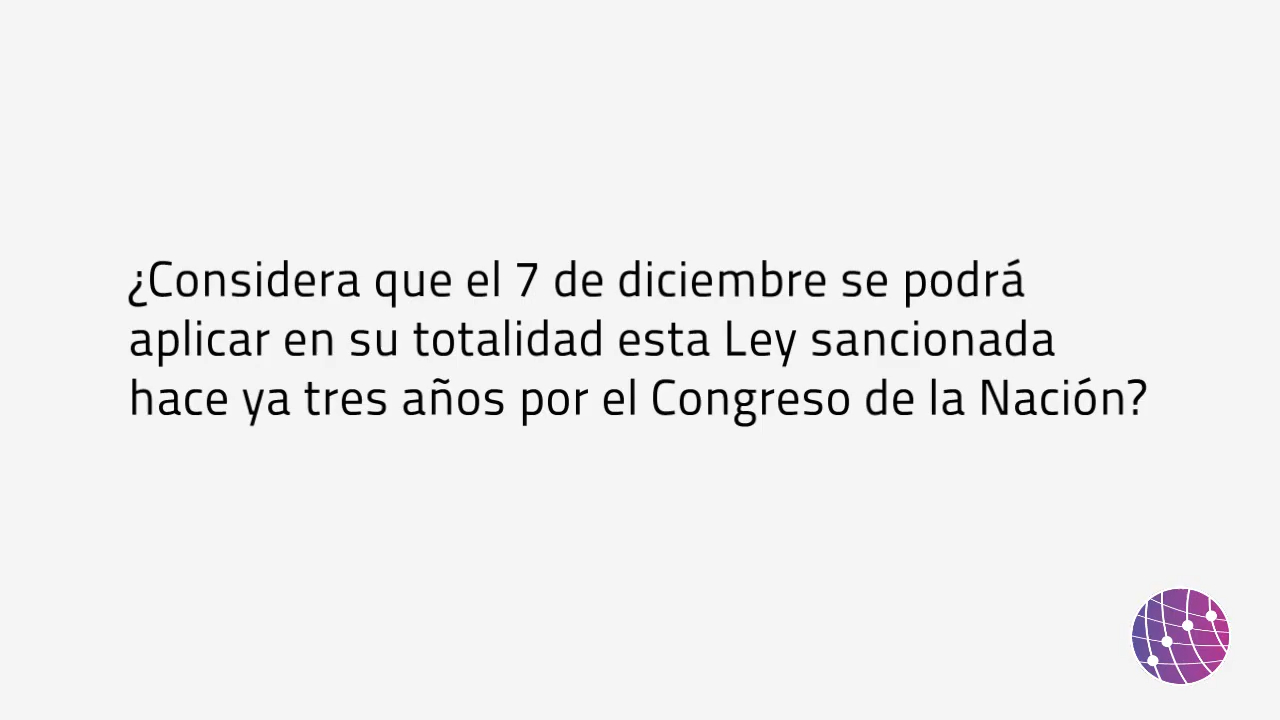 ¿Considera que el 7 de diciembre se podrá
aplicar en su totalidad esta Ley sancionada
hace ya tres años por el Congreso de la Nación?